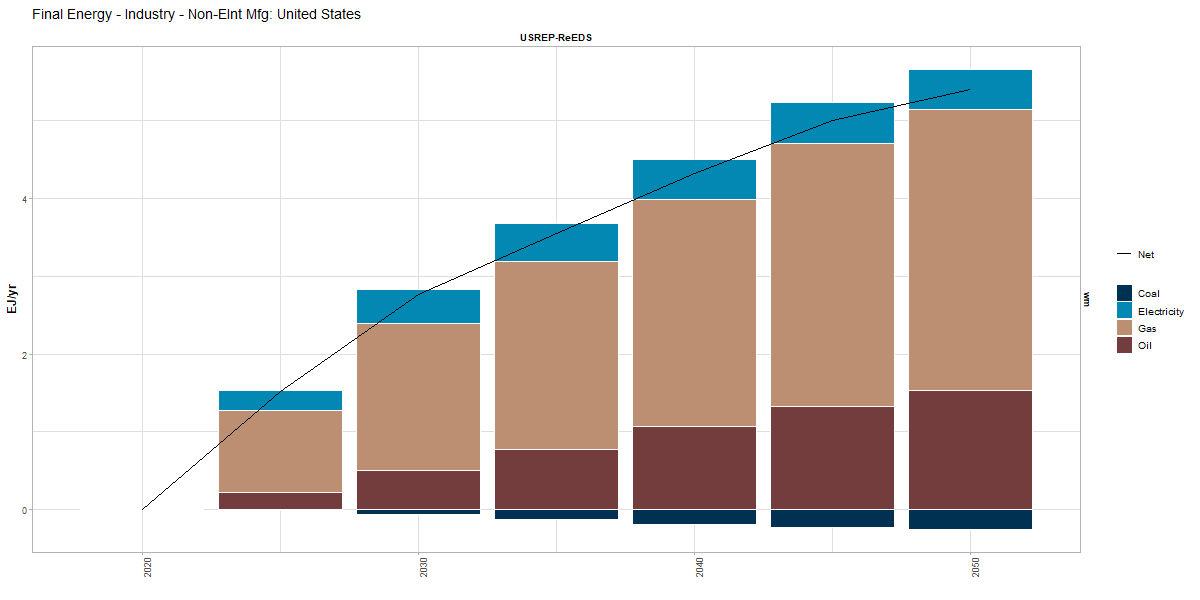 Final Energy - Industry - Non-EInt Mfg: United States
USREP-ReEDS
EJ/yr
4
2
0
2020
2030
2040
2050
wm
Net
Coal
Electricity
Gas
Oil